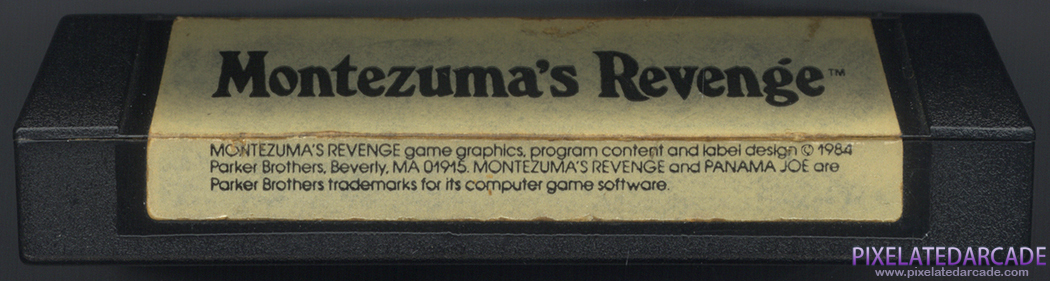 Montezuma's Revenge™
MONTEZUMA'S REVENGE game graphics, program content and label design © 1984
Parker Brothers, Beverly, MA 01915. MONTEZUMA'S REVENGE and PANAMA JOE are
Parker Brothers trademarks for its computer game software.
PIXELATEDARCADE
www.pixelatedarcade.com